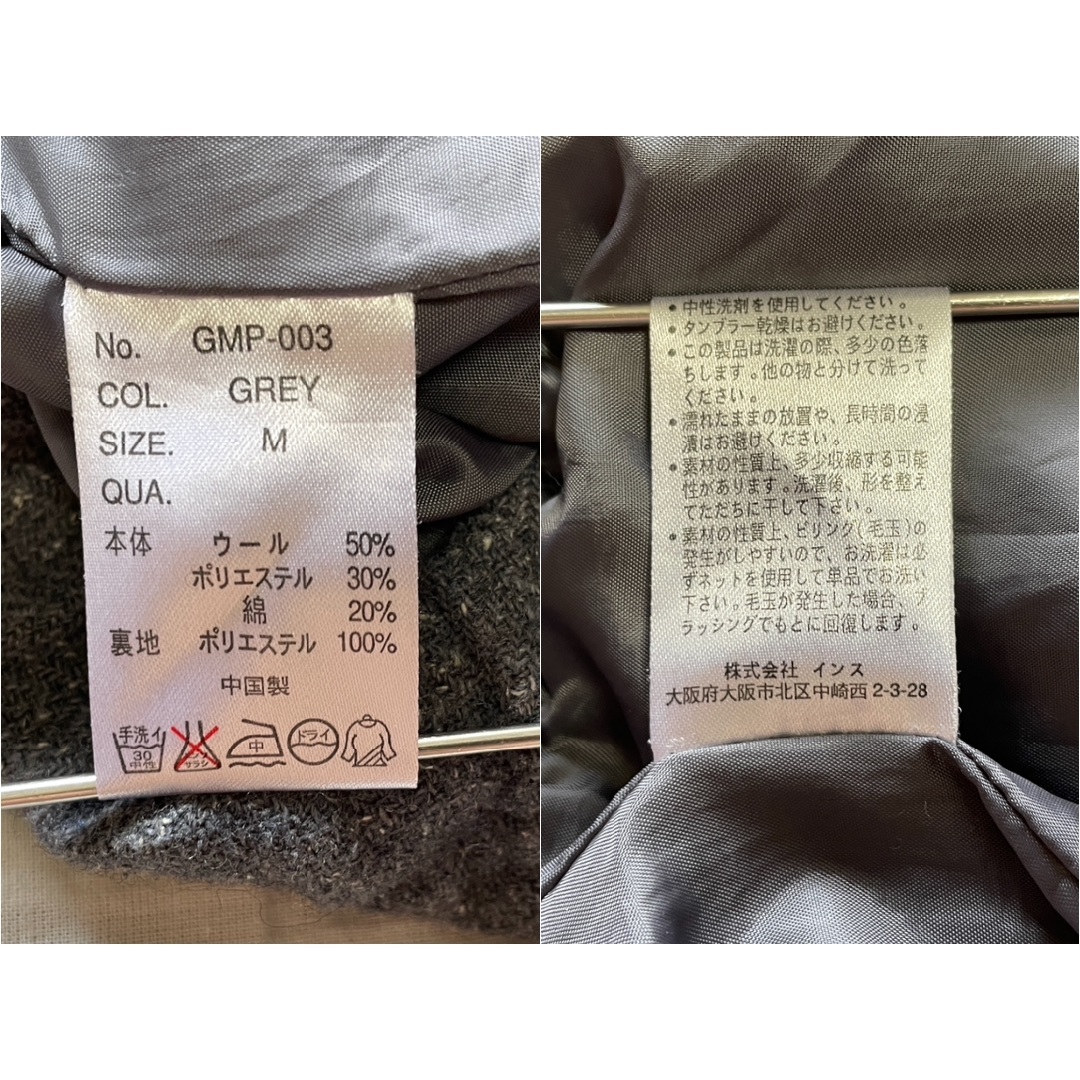 No. GMP-003
COL. GREY
SIZE. M
QUA.
本体 ウール 50%
ポリエステル 30%
綿 20%
裏地 ポリエステル 100%
中国製
手洗イ
30
中性
サラシ
中
ドライ
• 中性洗剤を使用してください。
• タンブラー乾燥はお避けください。
• この製品は洗濯の際、多少の色落
ちします。他の物と分けて洗って
ください。
• 濡れたままの放置や、長時間の浸
漬はお避けください。
• 素材の性質上、多少収縮する可能
性があります。洗濯後、形を整え
てただちに干して下さい。
• 素材の性質上、ピリング(毛玉)の
発生がしやすいので、お洗濯は必
ずネットを使用して単品でお洗い
下さい。毛玉が発生した場合、ブ
ラッシングでもとに回復します。
株式会社 インス
大阪府大阪市北区中崎西 2-3-28